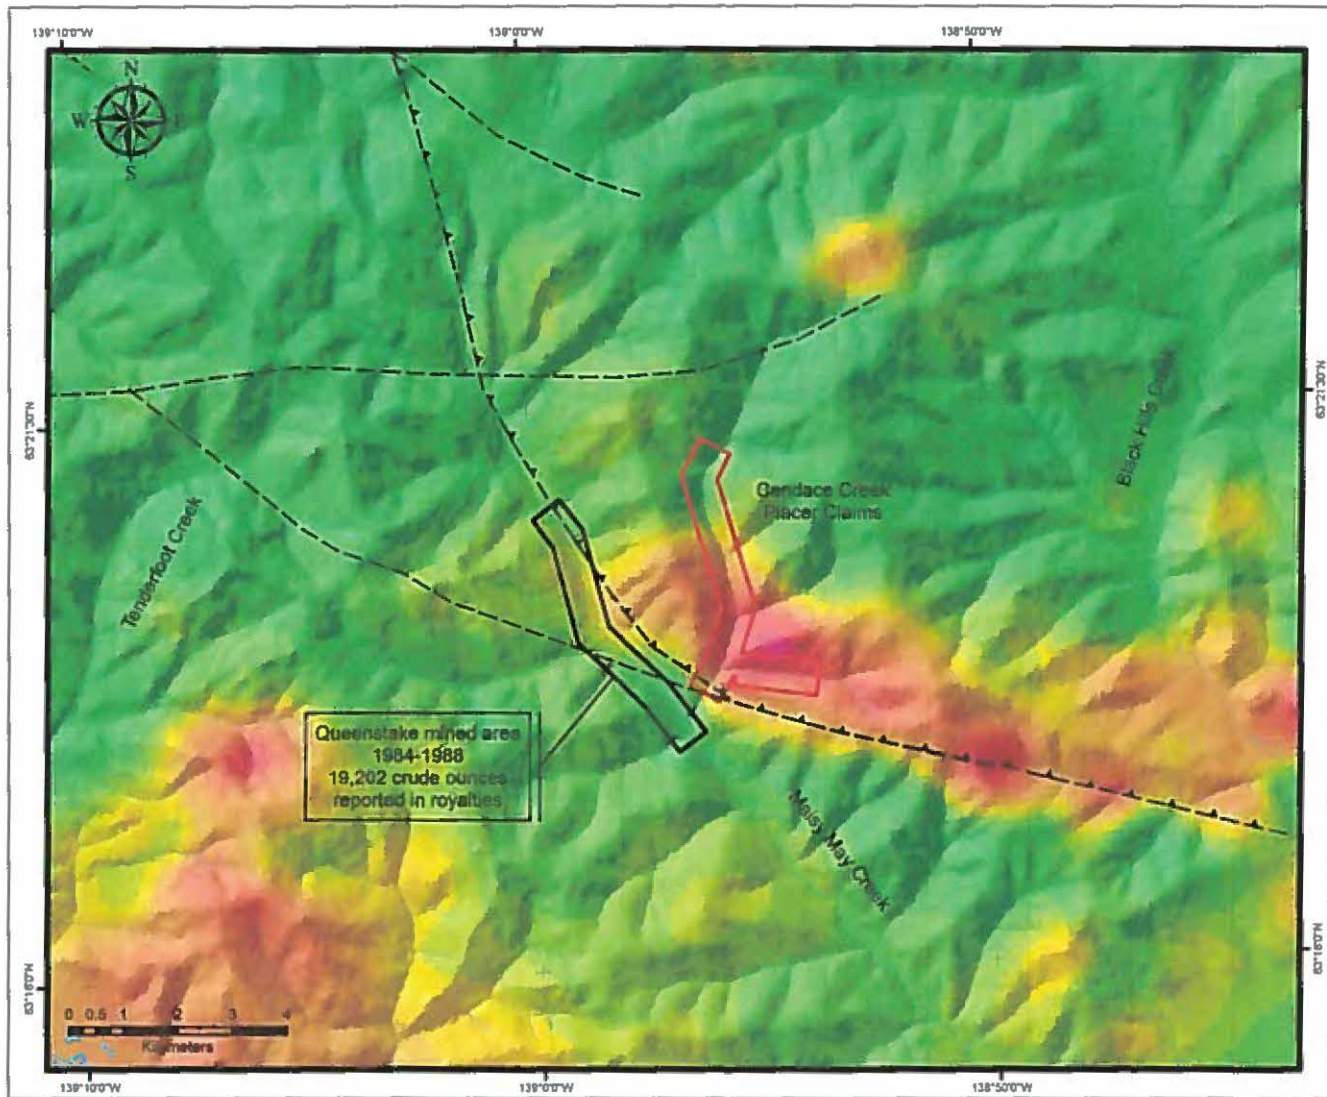 139°10'0"W 139°0'0"W 138°50'0"W
N
W E
S
63°21'30"N
63°21'30"N
Black Hills Creek
Gendace Creek
Placer Claims
Tenderfoot Creek
Queenstake mined area
1984-1988
19,202 crude ounces
reported in royalties
Maisy May Creek
63°16'0"N
63°16'0"N
0 0.5 1 2 3 4
Kilometers
139°10'0"W 139°0'0"W 138°50'0"W